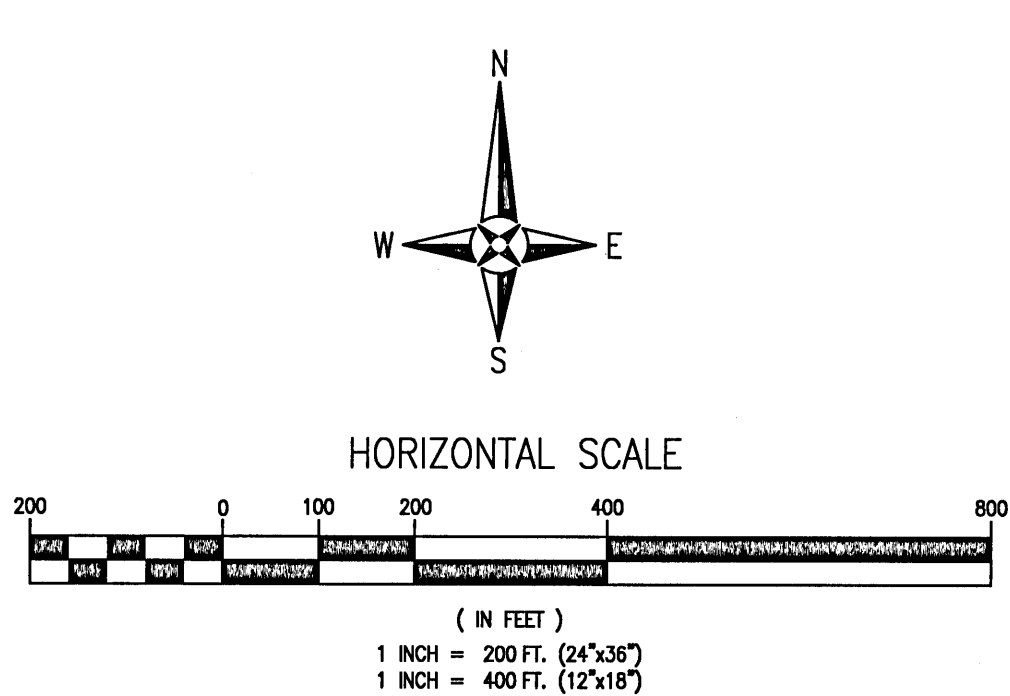 N
W E
S
HORIZONTAL SCALE
200 0 100 200 400 800
( IN FEET )
1 INCH = 200 FT. (24"x36")
1 INCH = 400 FT. (12"x18")